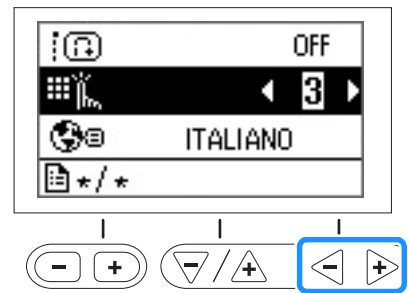 OFF
3
ITALIANO
*/*
- + - / + - +